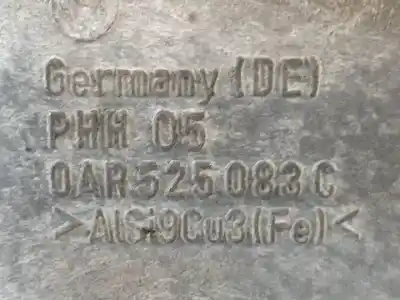 Germany (DE)
PHH 05
0AR525083C
>AlSi9Cu3(Fe)<